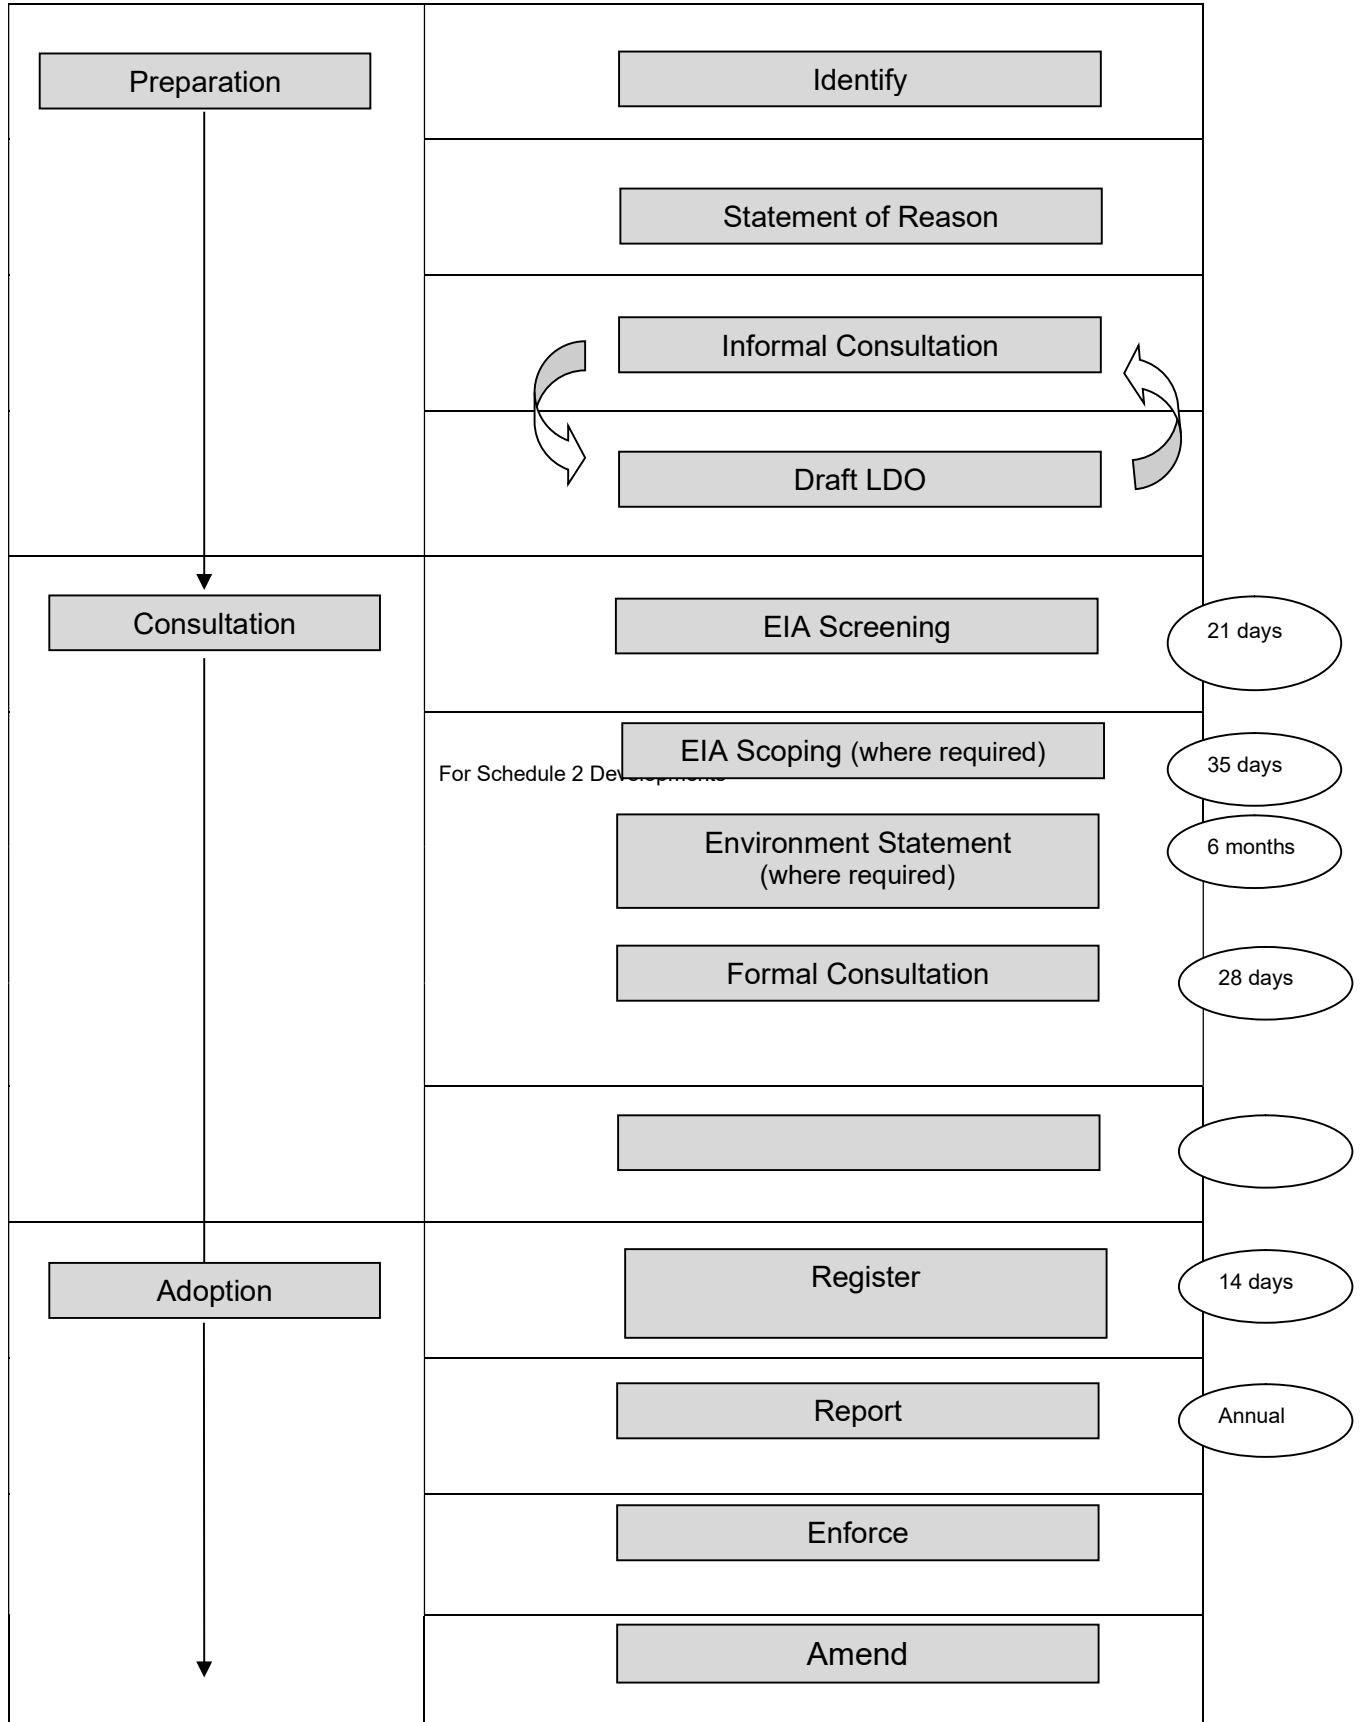 Preparation
Identify
Statement of Reason
Informal Consultation
Draft LDO
Consultation
EIA Screening
21 days
EIA Scoping (where required)
For Schedule 2 Developments
35 days
Environment Statement
(where required)
6 months
Formal Consultation
28 days
Adoption
Register
14 days
Report
Annual
Enforce
Amend